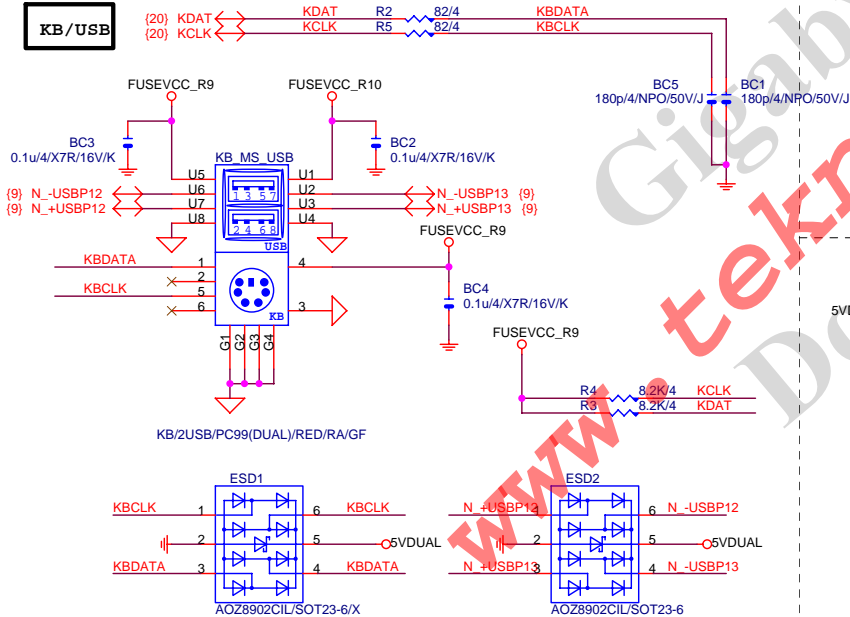 KB/USB
{20} KDAT KDAT R2 82/4 KBDATA
{20} KCLK KCLK R5 82/4 KBCLK
FUSEVCC_R9 FUSEVCC_R10
BC5 BC1
180p/4/NPO/50V/J 180p/4/NPO/50V/J
BC3 BC2
0.1u/4/X7R/16V/K KB_MS_USB 0.1u/4/X7R/16V/K
U5 U1
{9} N_-USBP12 U6 1 3 5 7 U2 N_-USBP13 {9}
{9} N_+USBP12 U7 U3 N_+USBP13 {9}
U8 2 4 6 8 U4
USB
FUSEVCC_R9
KBDATA 1 4
2
KBCLK 5
6 KB 3
BC4
0.1u/4/X7R/16V/K
G1 G2 G3 G4
FUSEVCC_R9
5VD
R4 8.2K/4 KCLK
R3 8.2K/4 KDAT
KB/2USB/PC99(DUAL)/RED/RA/GF
ESD1 ESD2
KBCLK 1 6 KBCLK N_+USBP12 1 6 N_-USBP12
2 5 5VDUAL 2 5 5VDUAL
KBDATA 3 4 KBDATA N_+USBP13 3 4 N_-USBP13
AOZ8902CIL/SOT23-6/X AOZ8902CIL/SOT23-6
Gigaby
www.tekn
Do